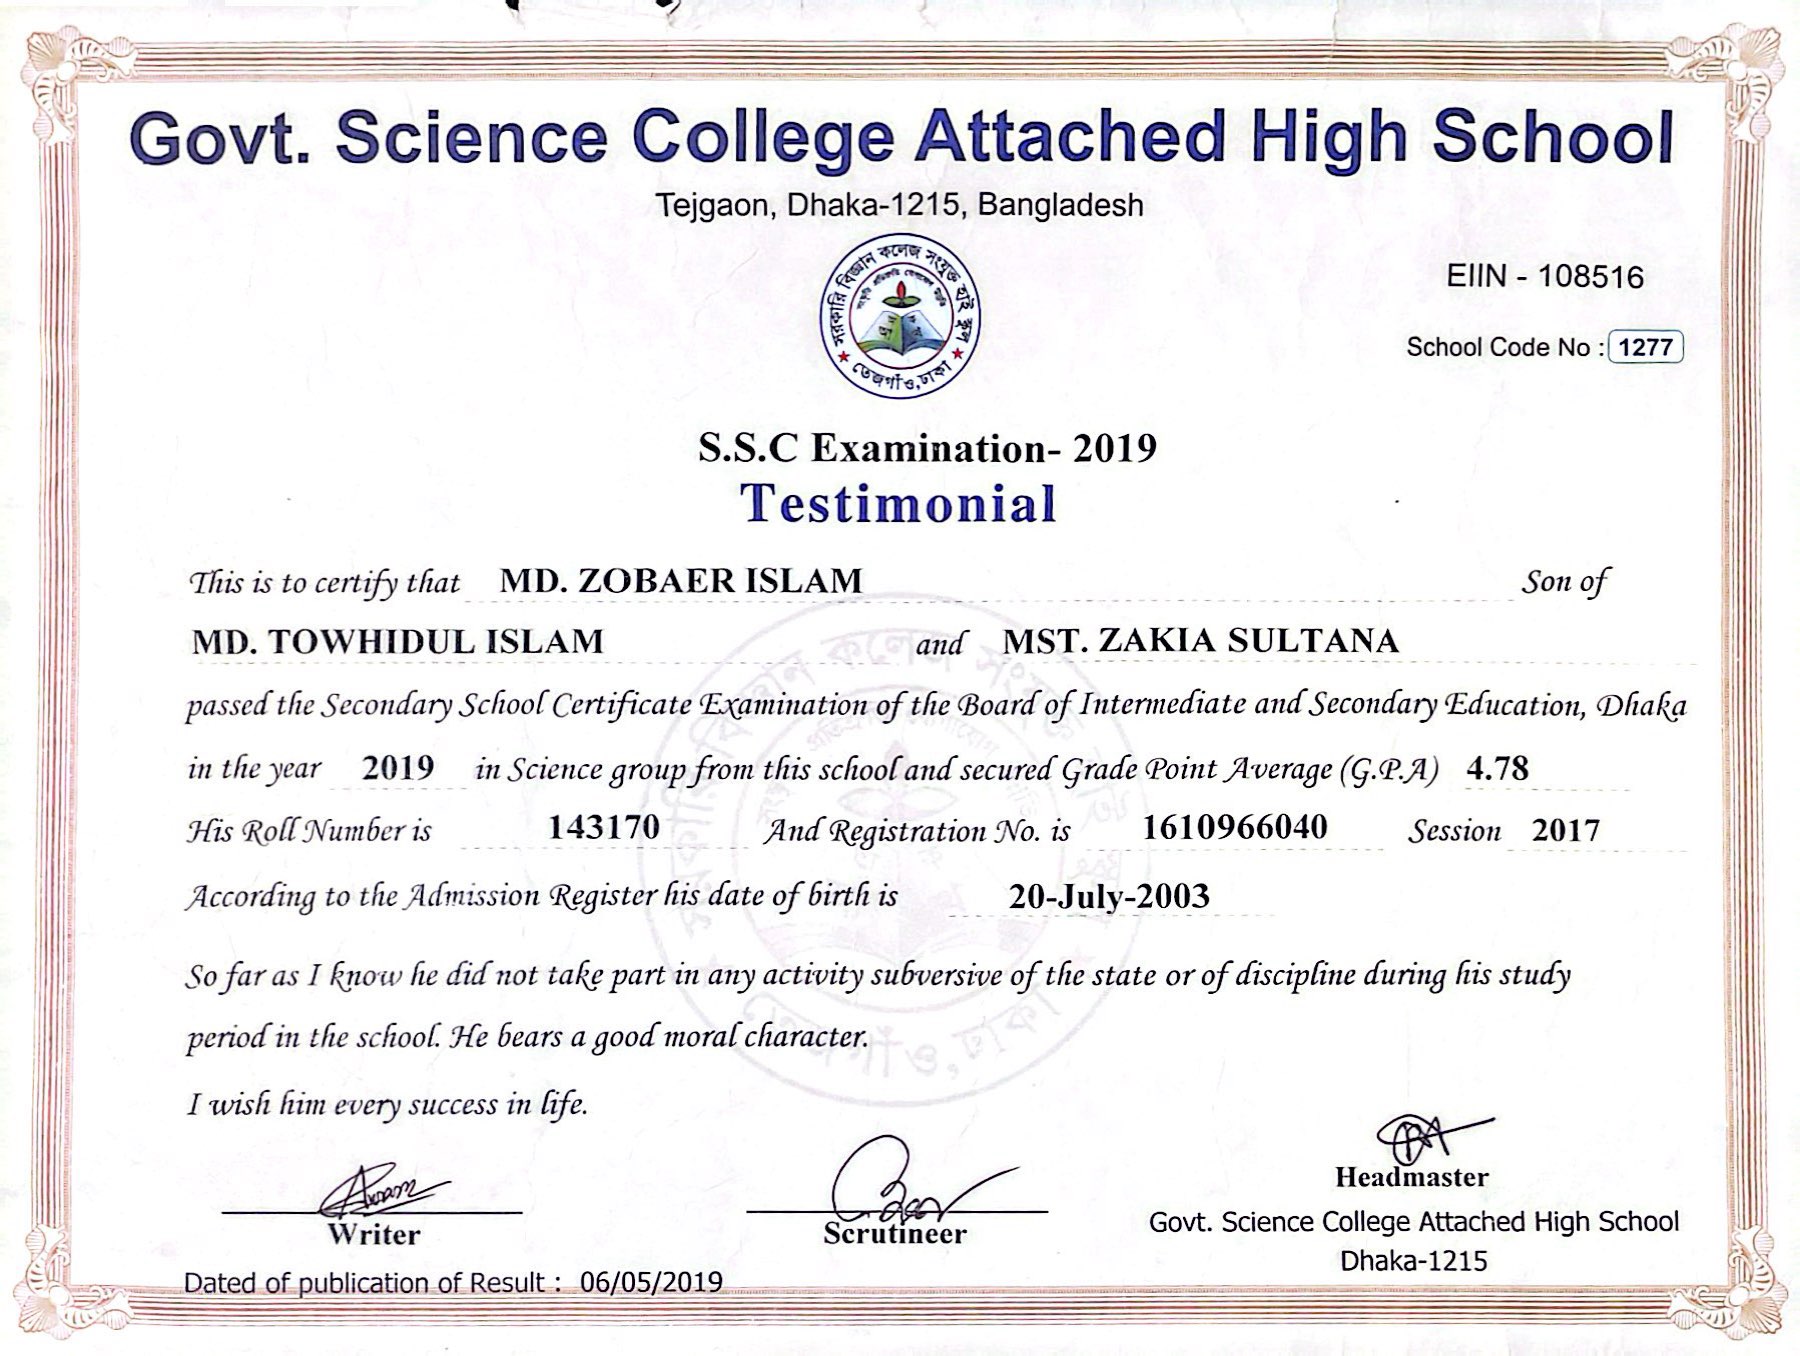 Govt. Science College Attached High School
Tejgaon, Dhaka-1215, Bangladesh
সরকারি বিজ্ঞান কলেজ সংযুক্ত হাই স্কুল
তেজগাঁও, ঢাকা
EIIN - 108516
School Code No : 1277
S.S.C Examination- 2019
Testimonial
This is to certify that MD. ZOBAER ISLAM Son of
MD. TOWHIDUL ISLAM and MST. ZAKIA SULTANA
passed the Secondary School Certificate Examination of the Board of Intermediate and Secondary Education, Dhaka
in the year 2019 in Science group from this school and secured Grade Point Average (G.P.A) 4.78
His Roll Number is 143170 And Registration No. is 1610966040 Session 2017
According to the Admission Register his date of birth is 20-July-2003
So far as I know he did not take part in any activity subversive of the state or of discipline during his study
period in the school. He bears a good moral character.
I wish him every success in life.
Writer
Scrutineer
Headmaster
Govt. Science College Attached High School
Dhaka-1215
Dated of publication of Result : 06/05/2019